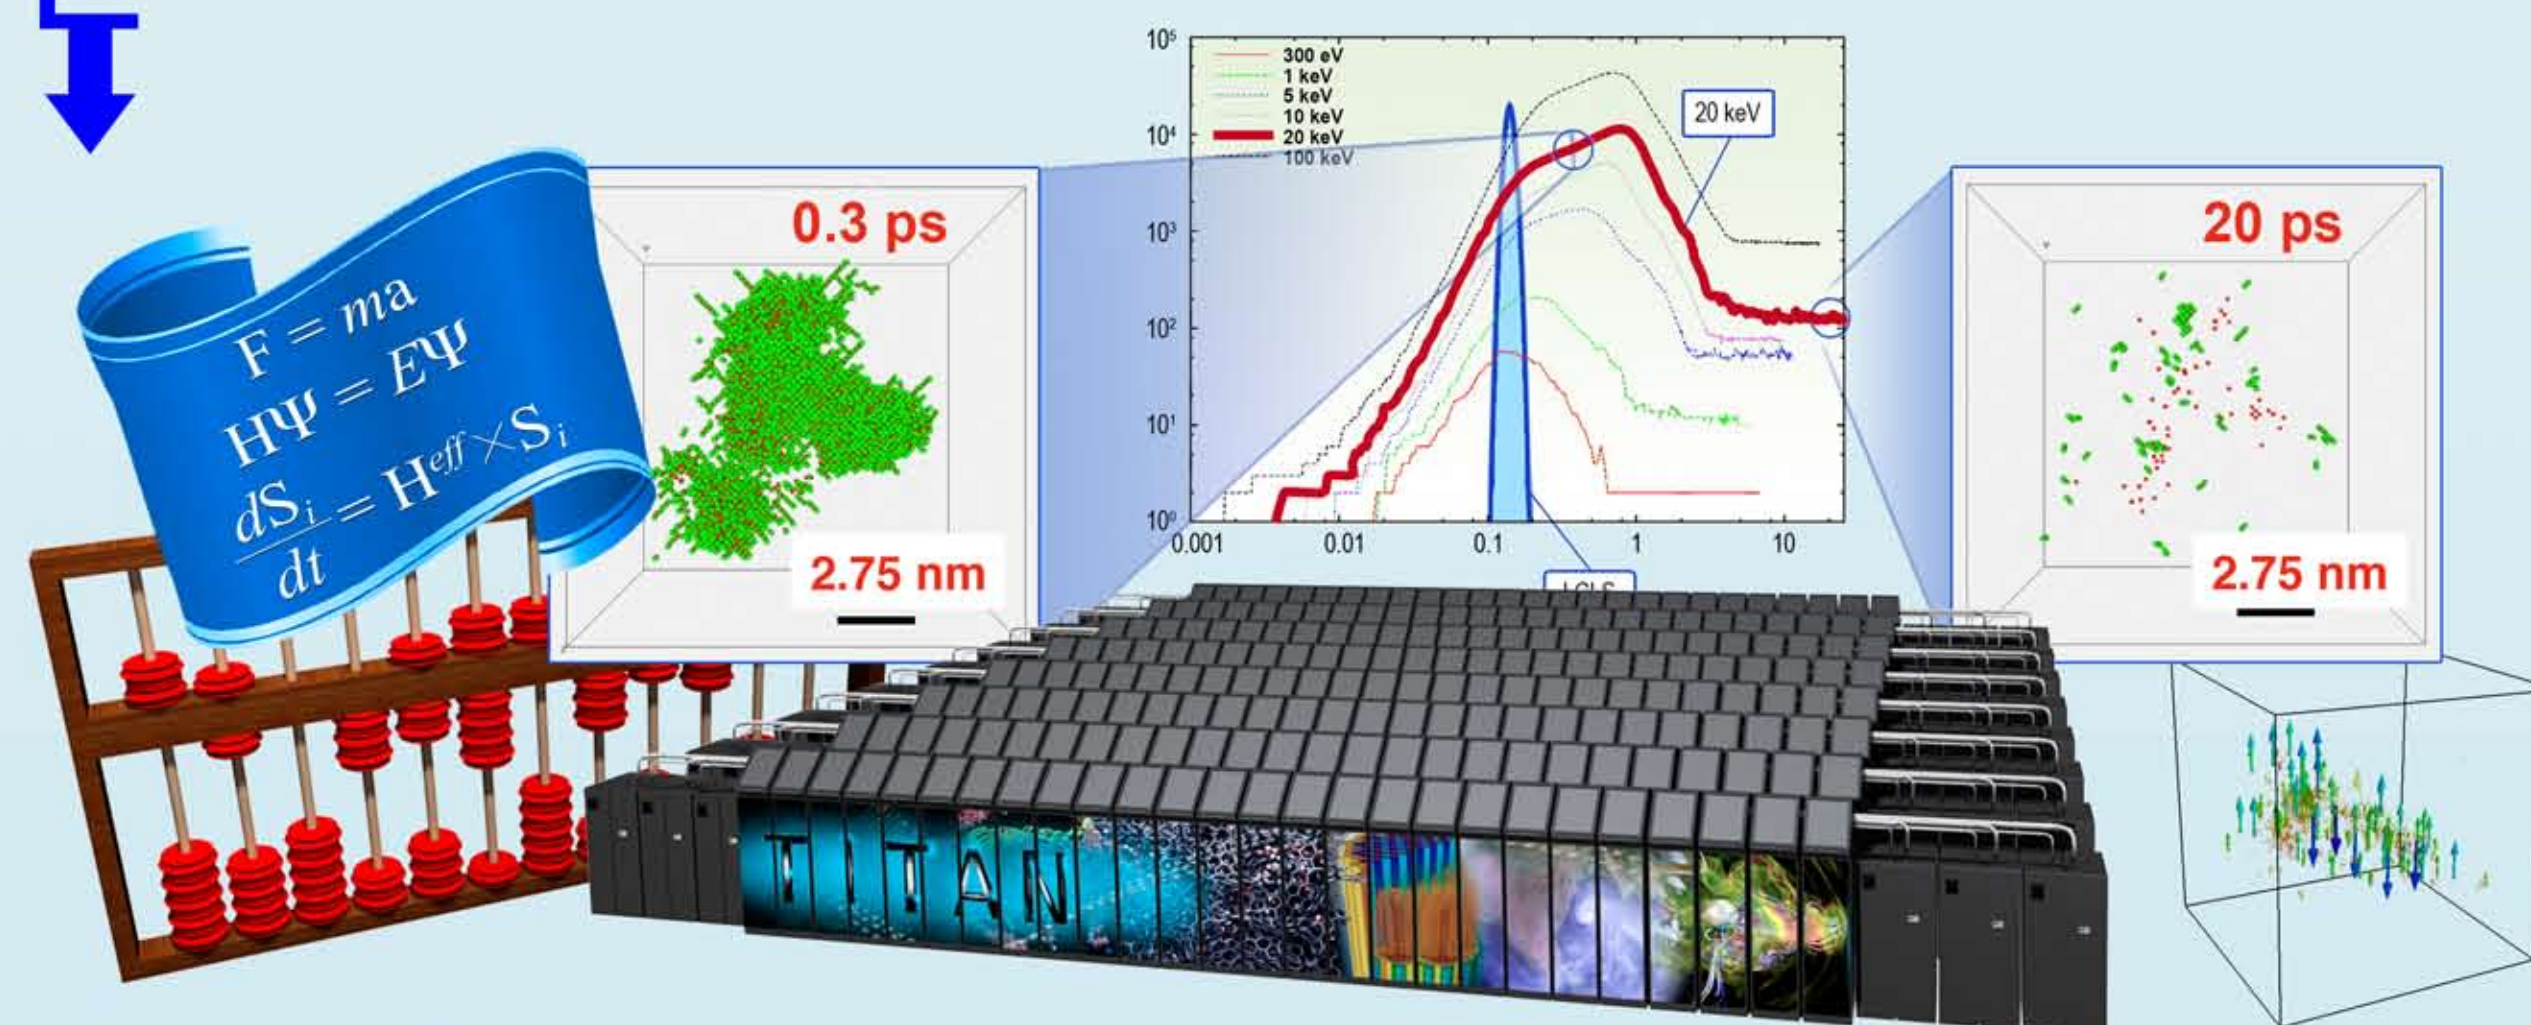 F = ma
HΨ = EΨ
dSᵢ/dt = H^eff × Sᵢ
0.3 ps
2.75 nm
10⁵
10⁴
10³
10²
10¹
10⁰
300 eV
1 keV
5 keV
10 keV
20 keV
100 keV
20 keV
0.001
0.01
0.1
1
10
20 ps
2.75 nm
TITAN